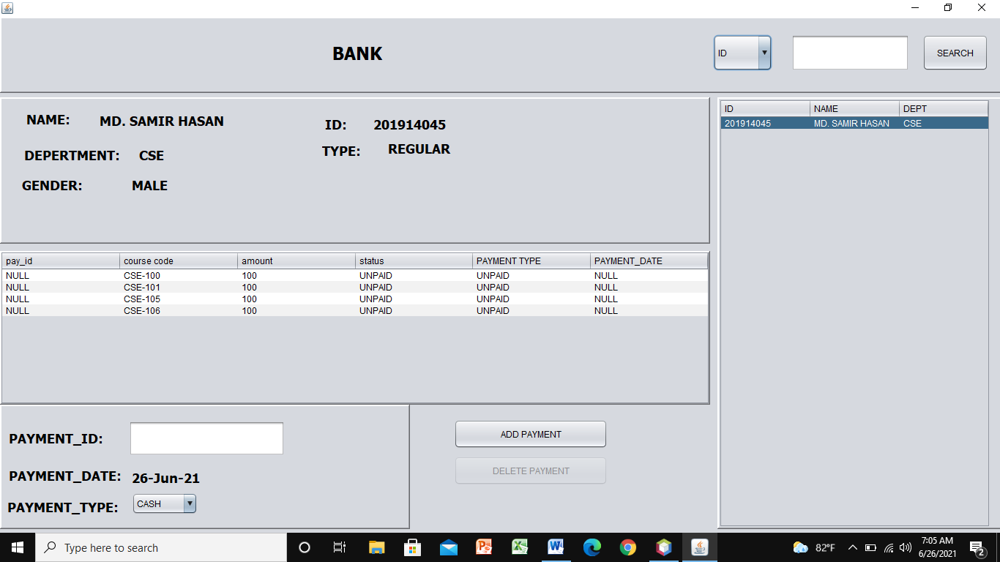 BANK
ID
SEARCH
NAME: MD. SAMIR HASAN
ID: 201914045
DEPERTMENT: CSE
TYPE: REGULAR
GENDER: MALE
ID NAME DEPT
201914045 MD. SAMIR HASAN CSE
pay_id course code amount status PAYMENT TYPE PAYMENT_DATE
NULL CSE-100 100 UNPAID UNPAID NULL
NULL CSE-101 100 UNPAID UNPAID NULL
NULL CSE-105 100 UNPAID UNPAID NULL
NULL CSE-106 100 UNPAID UNPAID NULL
PAYMENT_ID:
PAYMENT_DATE: 26-Jun-21
PAYMENT_TYPE: CASH
ADD PAYMENT
DELETE PAYMENT
Type here to search
82°F
7:05 AM
6/26/2021
2